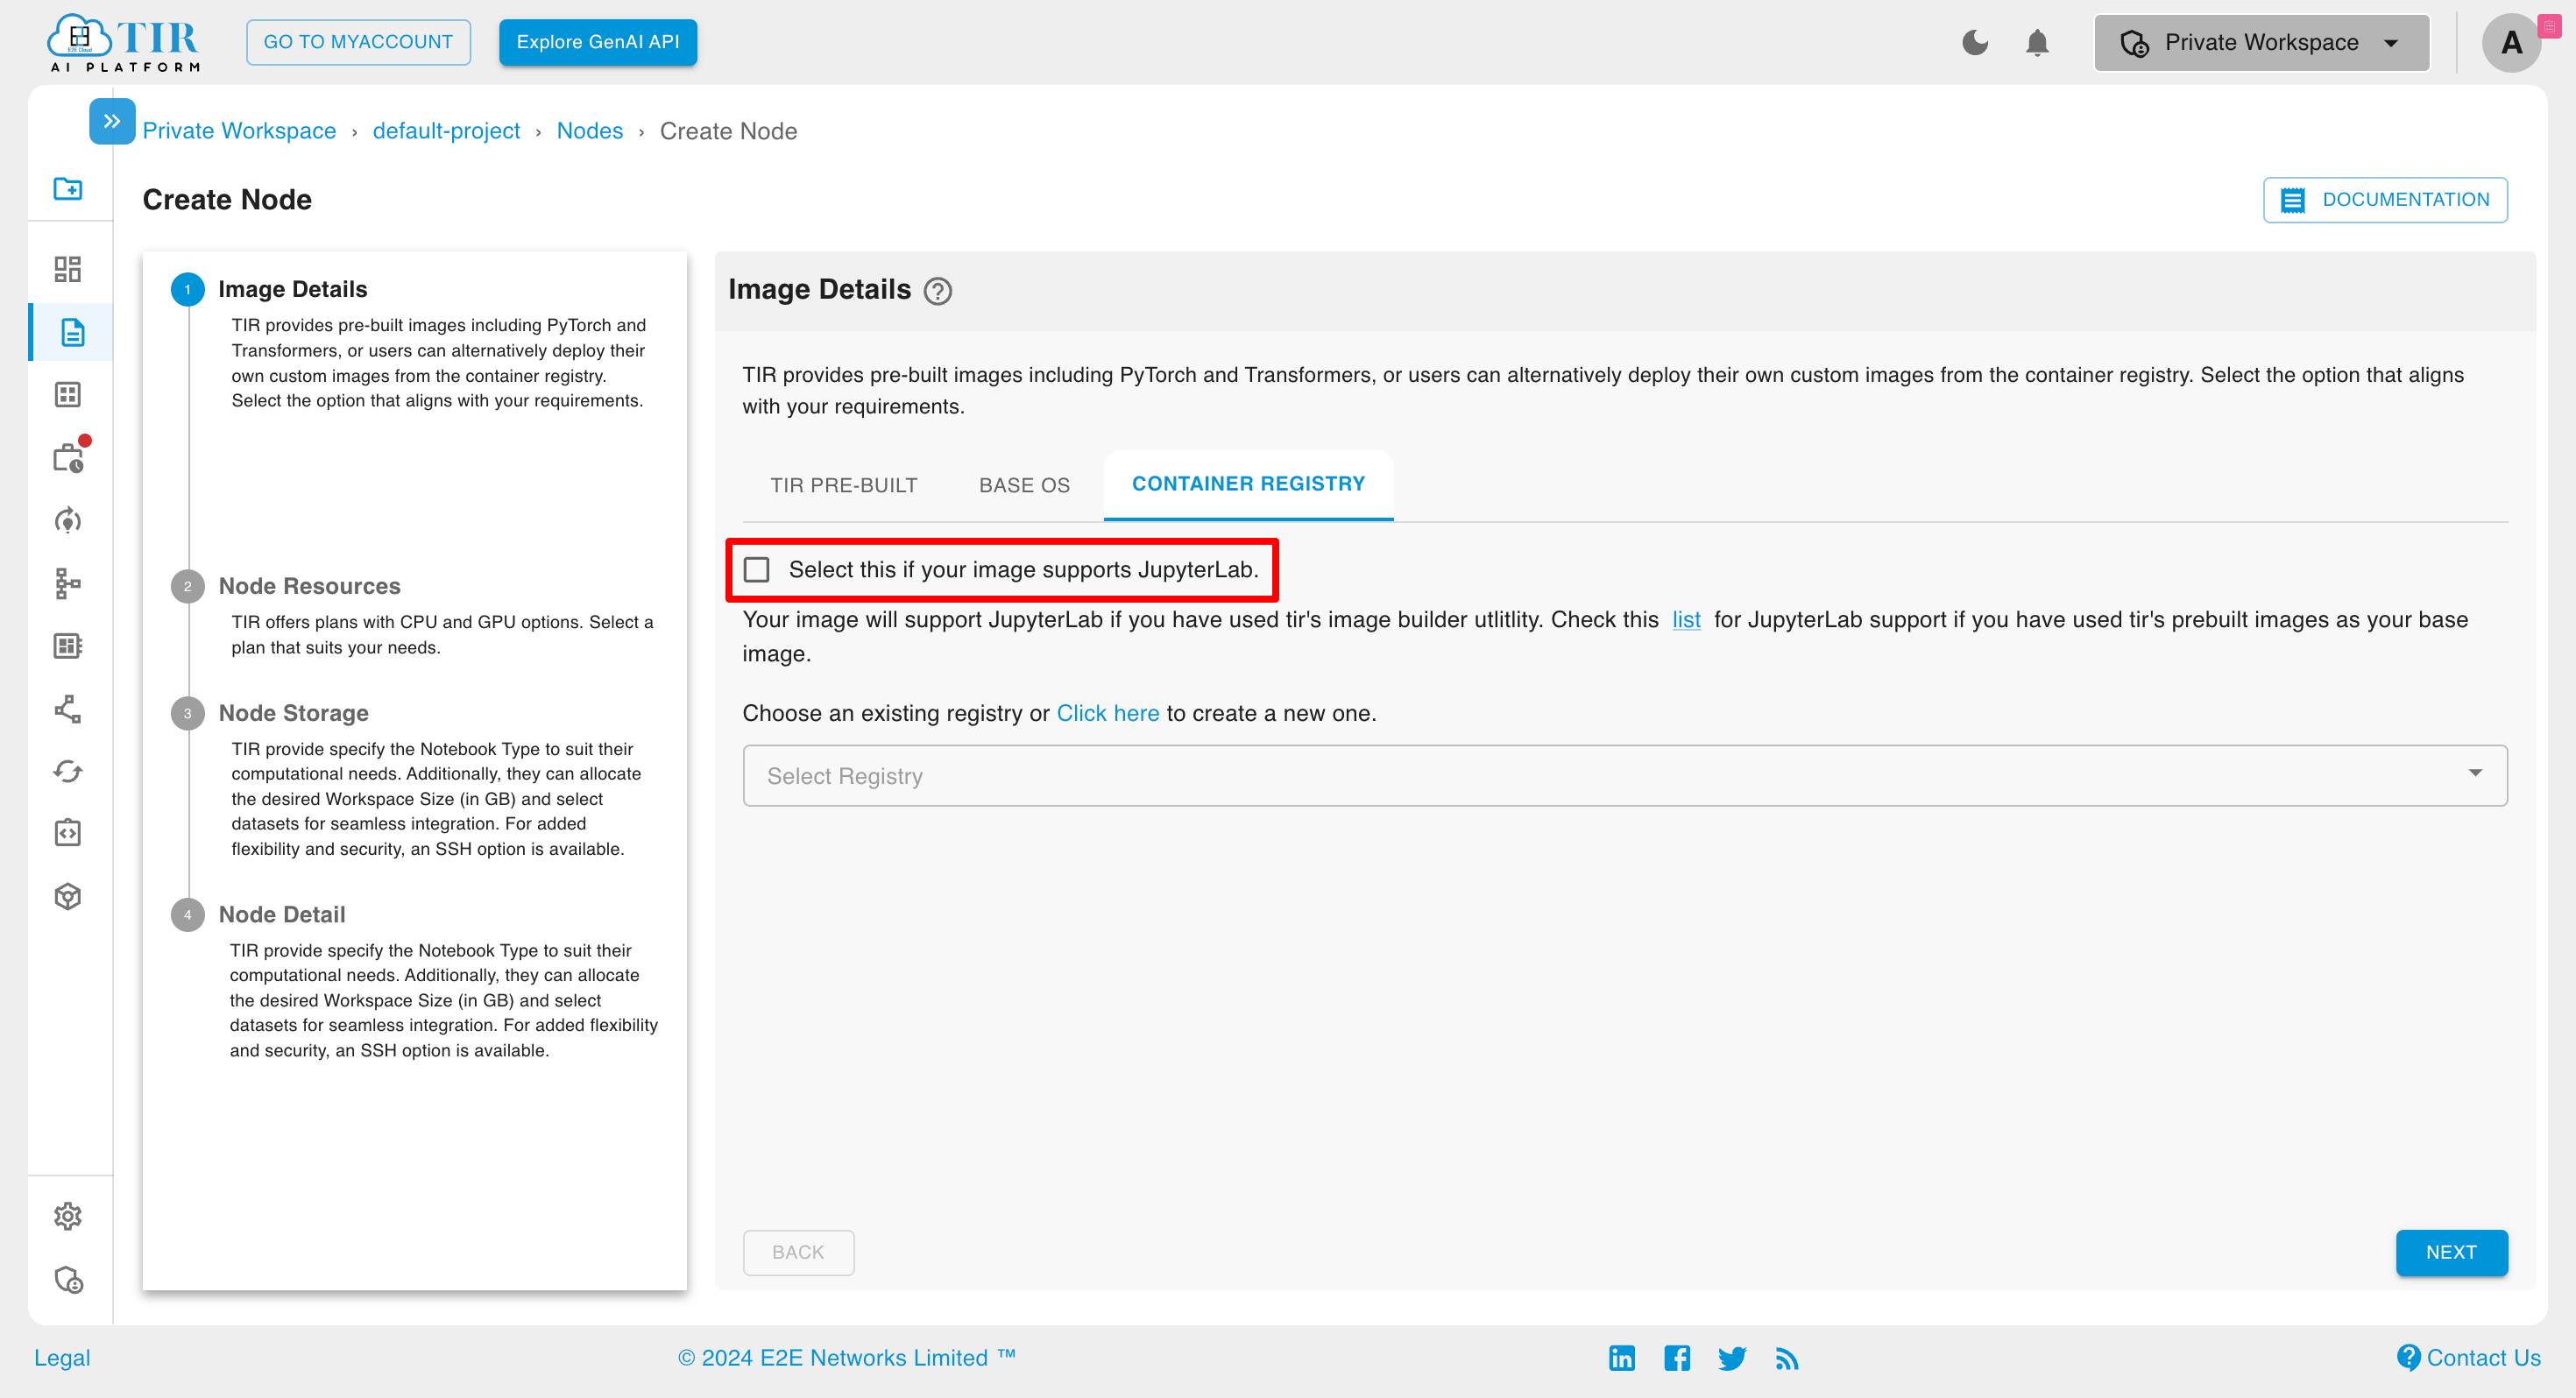 E2E Cloud
TIR
AI PLATFORM
GO TO MYACCOUNT
Explore GenAI API
Private Workspace
A
Private Workspace › default-project › Nodes › Create Node
Create Node
DOCUMENTATION
1 Image Details
TIR provides pre-built images including PyTorch and
Transformers, or users can alternatively deploy their
own custom images from the container registry.
Select the option that aligns with your requirements.
2 Node Resources
TIR offers plans with CPU and GPU options. Select a
plan that suits your needs.
3 Node Storage
TIR provide specify the Notebook Type to suit their
computational needs. Additionally, they can allocate
the desired Workspace Size (in GB) and select
datasets for seamless integration. For added
flexibility and security, an SSH option is available.
4 Node Detail
TIR provide specify the Notebook Type to suit their
computational needs. Additionally, they can allocate
the desired Workspace Size (in GB) and select
datasets for seamless integration. For added flexibility
and security, an SSH option is available.
Image Details
TIR provides pre-built images including PyTorch and Transformers, or users can alternatively deploy their own custom images from the container registry. Select the option that aligns
with your requirements.
TIR PRE-BUILT
BASE OS
CONTAINER REGISTRY
Select this if your image supports JupyterLab.
Your image will support JupyterLab if you have used tir's image builder utlitlity. Check this list for JupyterLab support if you have used tir's prebuilt images as your base
image.
Choose an existing registry or Click here to create a new one.
Select Registry
BACK
NEXT
Legal
© 2024 E2E Networks Limited ™
Contact Us